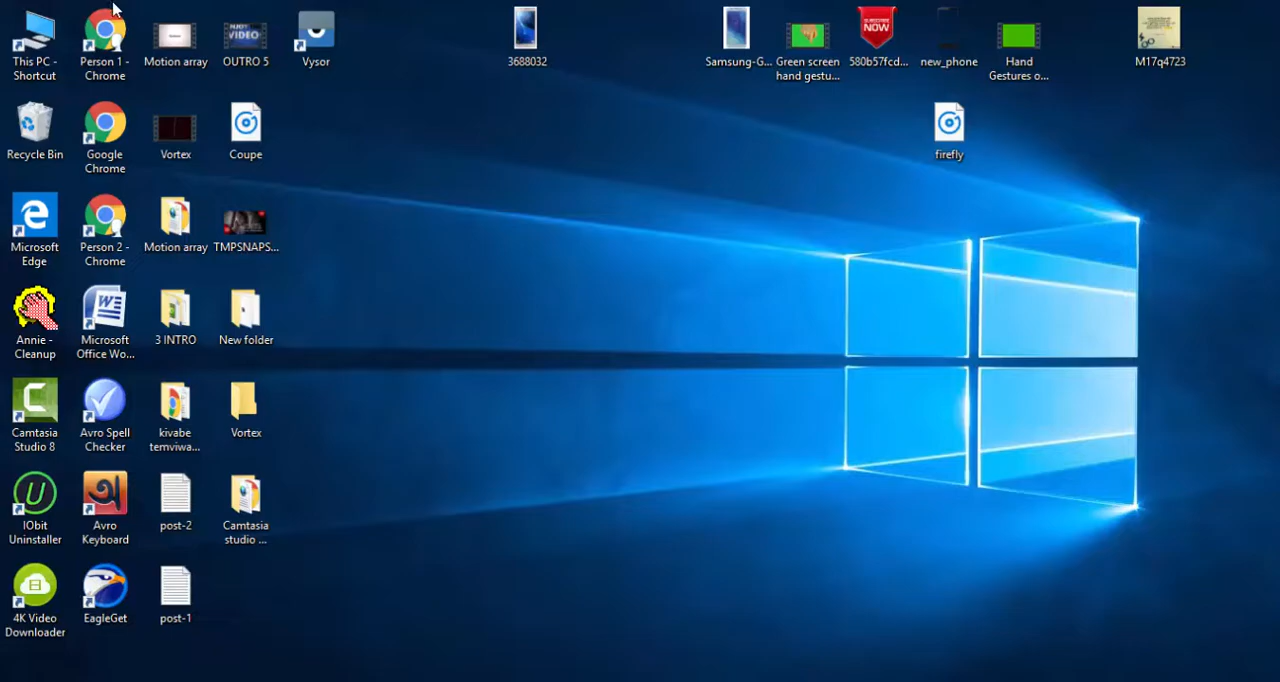 This PC -
Shortcut
Person 1 -
Chrome
Motion array
OUTRO 5
Vysor
3688032
Samsung-G...
Green screen
hand gestu...
580b57fcd...
new_phone
Hand
Gestures o...
M17q4723
Recycle Bin
Google
Chrome
Vortex
Coupe
firefly
Microsoft
Edge
Person 2 -
Chrome
Motion array
TMPSNAPS...
Annie -
Cleanup
Microsoft
Office Wo...
3 INTRO
New folder
Camtasia
Studio 8
Avro Spell
Checker
kivabe
temviwa...
Vortex
IObit
Uninstaller
Avro
Keyboard
post-2
Camtasia
studio ...
4K Video
Downloader
EagleGet
post-1
SUBSCRIBE
NOW
VIDEO